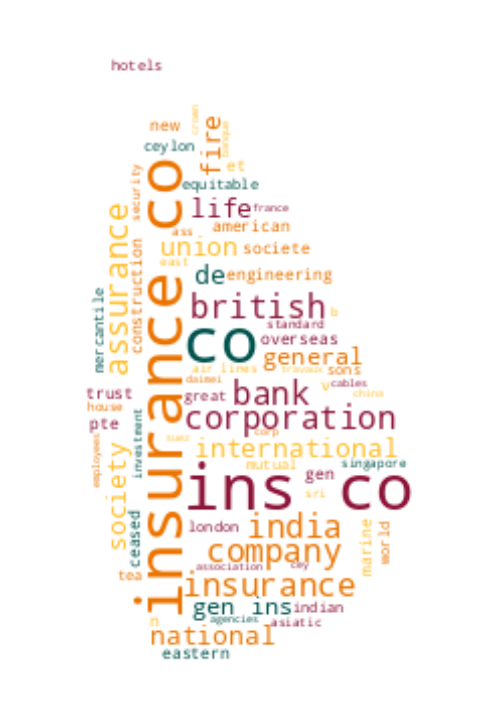 hotels
new
crown
fire
banque
ceylon
et
security
equitable
insurance co
life
france
assurance
ass
american
construction
union
societe
east
de
engineering
mercantile
british
b
standard
co
overseas
general
air lines
travaux
sons
daimei
v
cables
trust
great
bank
china
house
pte
corporation
employees
investment
suez
corp
international
society
mutual
gen
singapore
ins co
sri
ceased
london
india
marine
world
company
association
cey
tea
insurance
gen ins
indian
n
agencies
asiatic
national
eastern